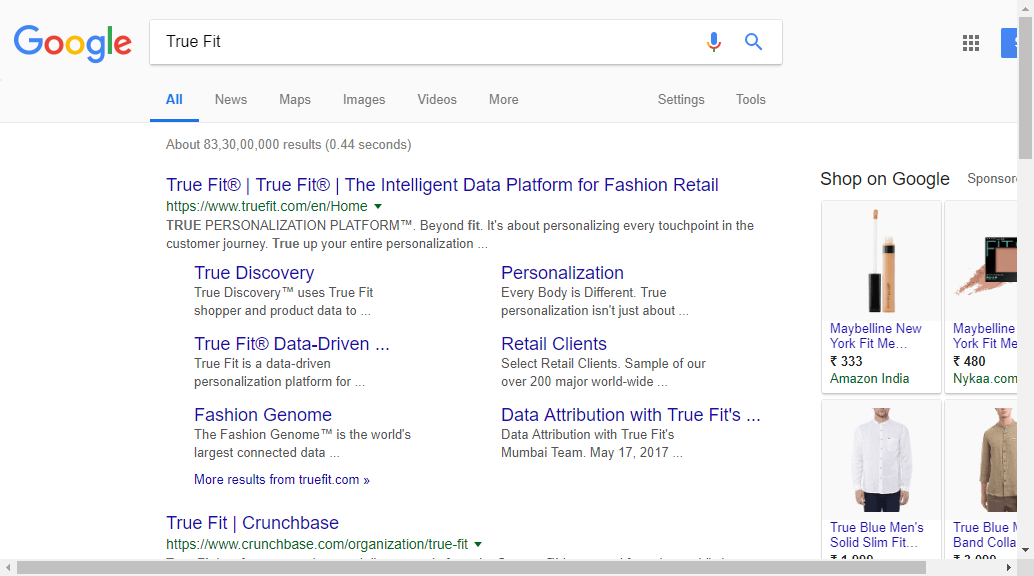 Google
True Fit
All
News
Maps
Images
Videos
More
Settings
Tools
About 83,30,00,000 results (0.44 seconds)
True Fit® | True Fit® | The Intelligent Data Platform for Fashion Retail
https://www.truefit.com/en/Home
TRUE PERSONALIZATION PLATFORM™. Beyond fit. It's about personalizing every touchpoint in the
customer journey. True up your entire personalization ...
True Discovery
True Discovery™ uses True Fit
shopper and product data to ...
Personalization
Every Body is Different. True
personalization isn't just about ...
True Fit® Data-Driven ...
True Fit is a data-driven
personalization platform for ...
Retail Clients
Select Retail Clients. Sample of our
over 200 major world-wide ...
Fashion Genome
The Fashion Genome™ is the world's
largest connected data ...
Data Attribution with True Fit's ...
Data Attribution with True Fit's
Mumbai Team. May 17, 2017 ...
More results from truefit.com »
True Fit | Crunchbase
https://www.crunchbase.com/organization/true-fit
Shop on Google
Sponsor
Maybelline New
York Fit Me...
₹ 333
Amazon India
Maybelline
York Fit Me
₹ 480
Nykaa.com
True Blue Men's
Solid Slim Fit...
True Blue M
Band Colla